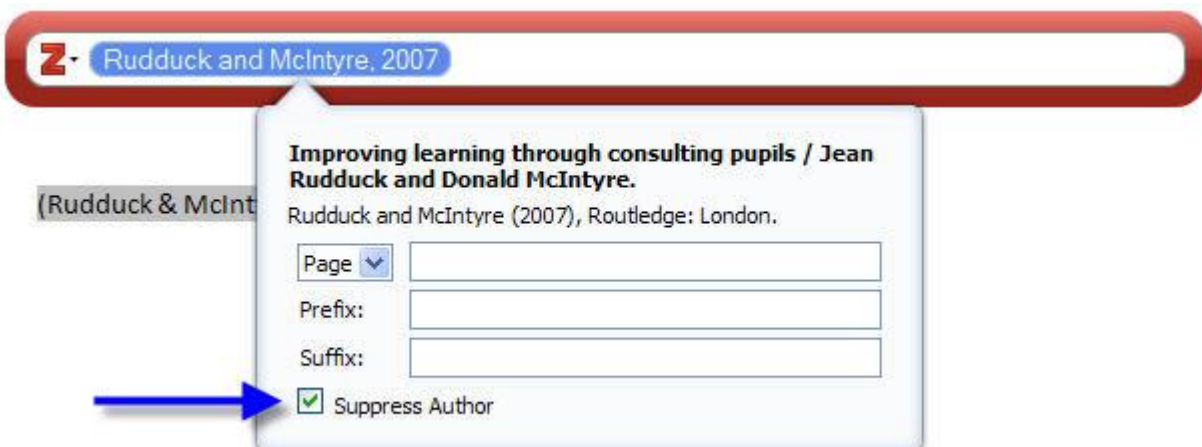 Z Rudduck and McIntyre, 2007
Improving learning through consulting pupils / Jean
Rudduck and Donald McIntyre.
(Rudduck & McInt
Rudduck and McIntyre (2007), Routledge: London.
Page
Prefix:
Suffix:
Suppress Author